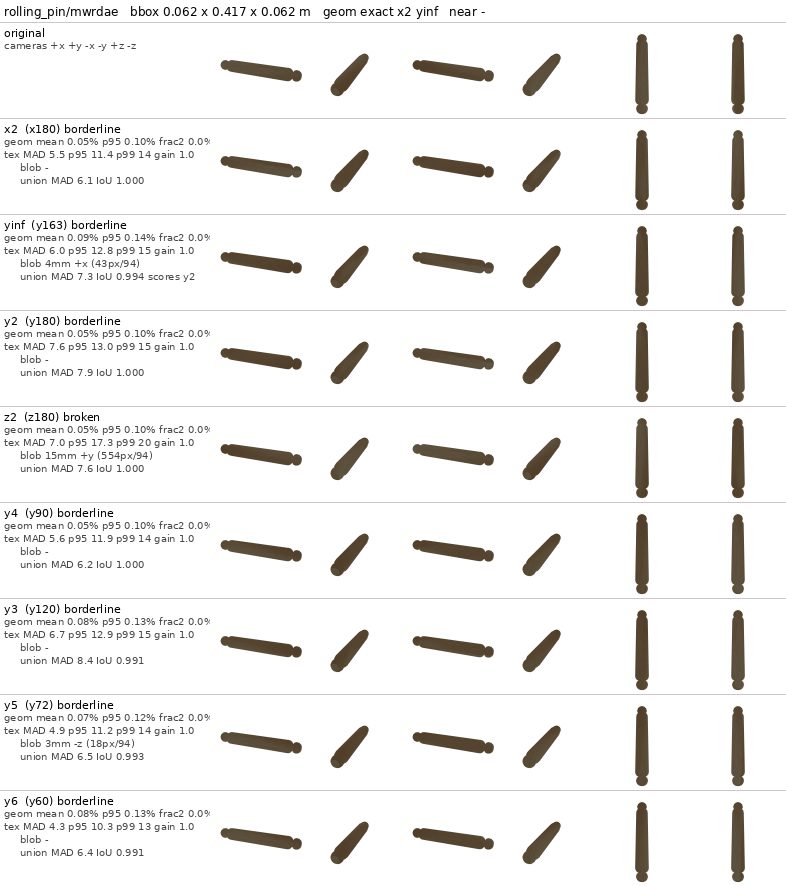 rolling_pin/mwrdae bbox 0.062 x 0.417 x 0.062 m geom exact x2 yinf near -
original
cameras +x +y -x -y +z -z
x2 (x180) borderline
geom mean 0.05% p95 0.10% frac2 0.0%
tex MAD 5.5 p95 11.4 p99 14 gain 1.0
blob -
union MAD 6.1 IoU 1.000
yinf (y163) borderline
geom mean 0.09% p95 0.14% frac2 0.0%
tex MAD 6.0 p95 12.8 p99 15 gain 1.0
blob 4mm +x (43px/94)
union MAD 7.3 IoU 0.994 scores y2
y2 (y180) borderline
geom mean 0.05% p95 0.10% frac2 0.0%
tex MAD 7.6 p95 13.0 p99 15 gain 1.0
blob -
union MAD 7.9 IoU 1.000
z2 (z180) broken
geom mean 0.05% p95 0.10% frac2 0.0%
tex MAD 7.0 p95 17.3 p99 20 gain 1.0
blob 15mm +y (554px/94)
union MAD 7.6 IoU 1.000
y4 (y90) borderline
geom mean 0.05% p95 0.10% frac2 0.0%
tex MAD 5.6 p95 11.9 p99 14 gain 1.0
blob -
union MAD 6.2 IoU 1.000
y3 (y120) borderline
geom mean 0.08% p95 0.13% frac2 0.0%
tex MAD 6.7 p95 12.9 p99 15 gain 1.0
blob -
union MAD 8.4 IoU 0.991
y5 (y72) borderline
geom mean 0.07% p95 0.12% frac2 0.0%
tex MAD 4.9 p95 11.2 p99 14 gain 1.0
blob 3mm -z (18px/94)
union MAD 6.5 IoU 0.993
y6 (y60) borderline
geom mean 0.08% p95 0.13% frac2 0.0%
tex MAD 4.3 p95 10.3 p99 13 gain 1.0
blob -
union MAD 6.4 IoU 0.991